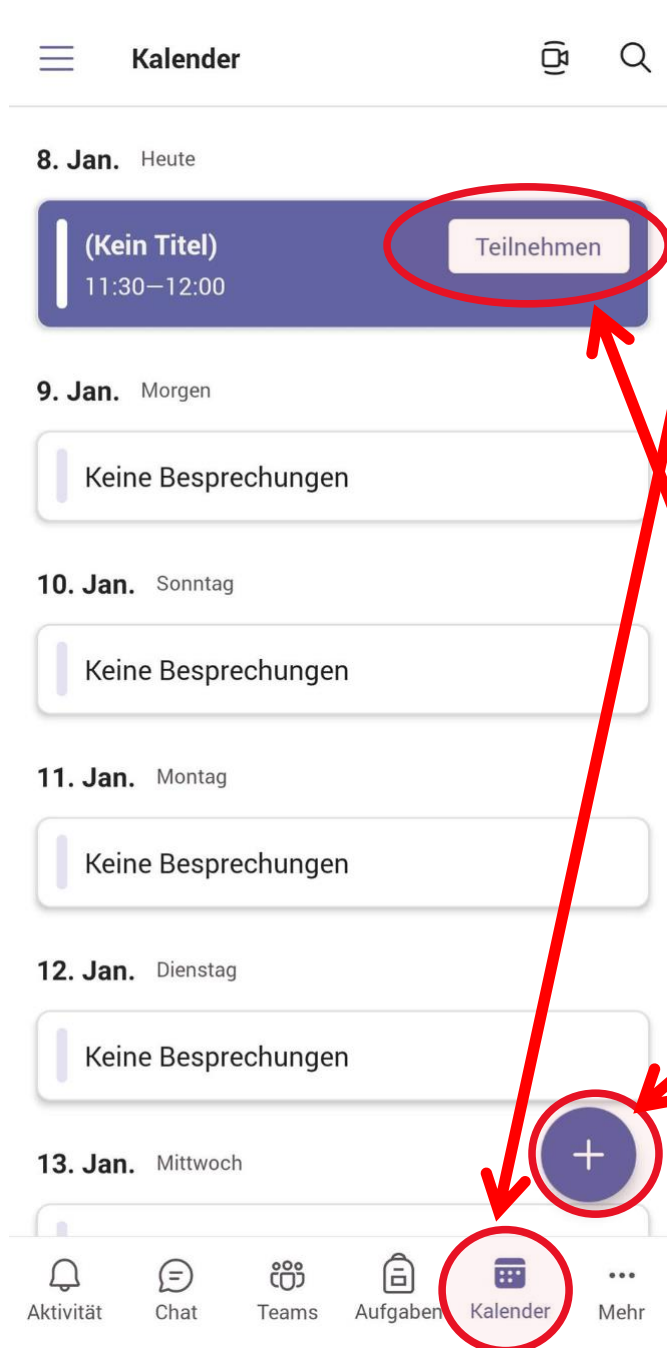 Kalender
8. Jan. Heute
(Kein Titel)
Teilnehmen
11:30—12:00
9. Jan. Morgen
Keine Besprechungen
10. Jan. Sonntag
Keine Besprechungen
11. Jan. Montag
Keine Besprechungen
12. Jan. Dienstag
Keine Besprechungen
13. Jan. Mittwoch
Aktivität Chat Teams Aufgaben Kalender Mehr